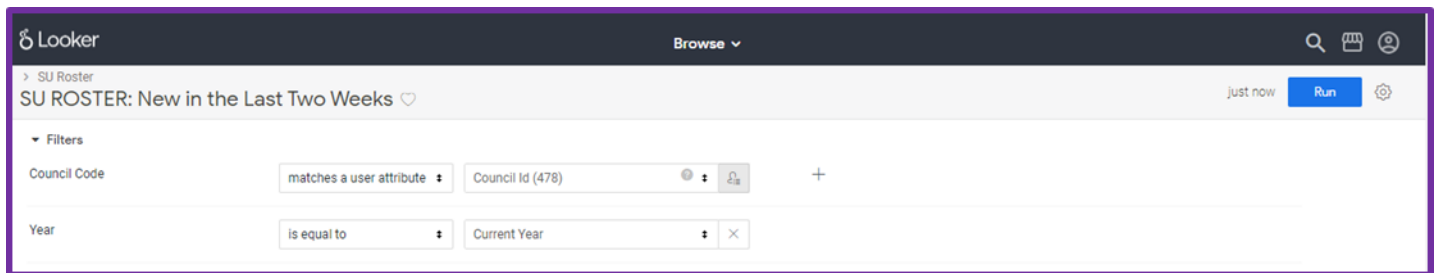 Looker
Browse
SU Roster
SU ROSTER: New in the Last Two Weeks
just now
Run
Filters
Council Code
matches a user attribute
Council Id (478)
Year
is equal to
Current Year